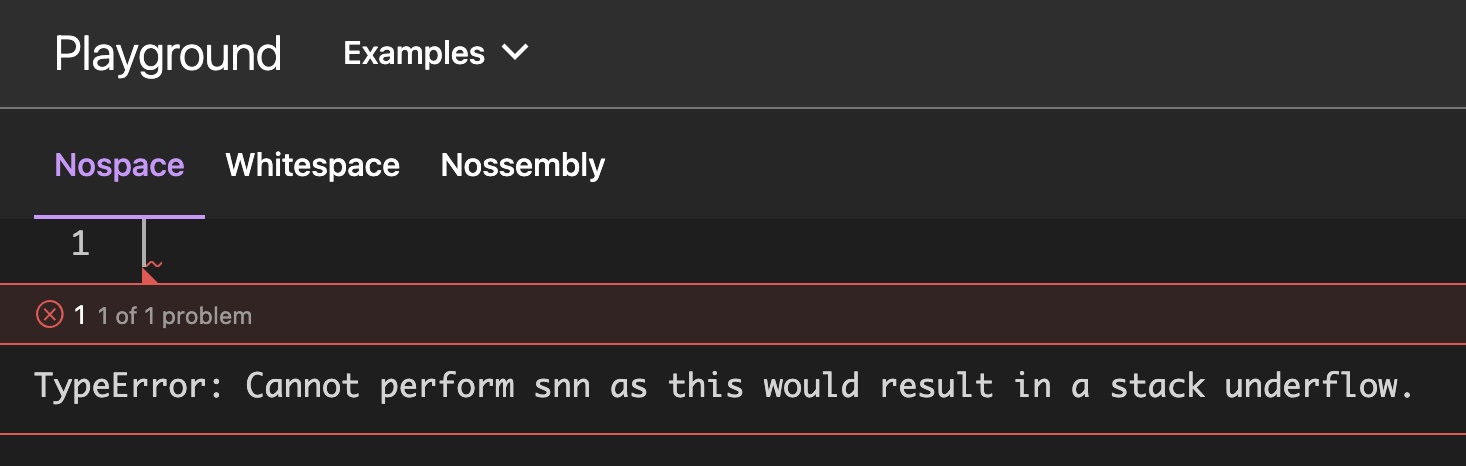 Playground Examples
Nospace Whitespace Nossembly
1
1 1 of 1 problem
TypeError: Cannot perform snn as this would result in a stack underflow.